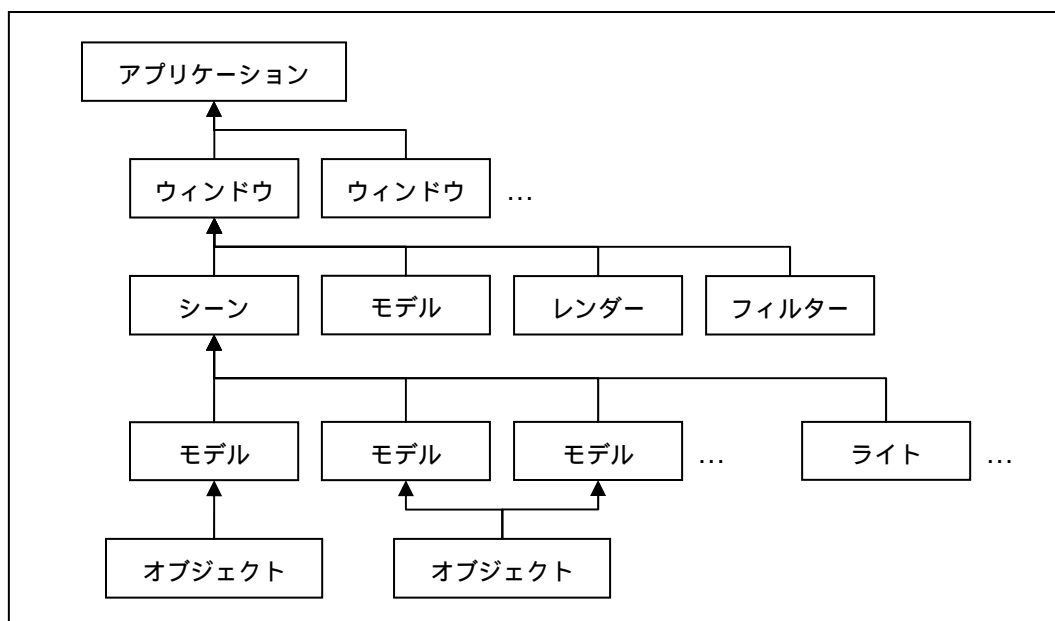 アプリケーション
ウィンドウ ウィンドウ …
シーン モデル レンダー フィルター
モデル モデル モデル … ライト …
オブジェクト オブジェクト